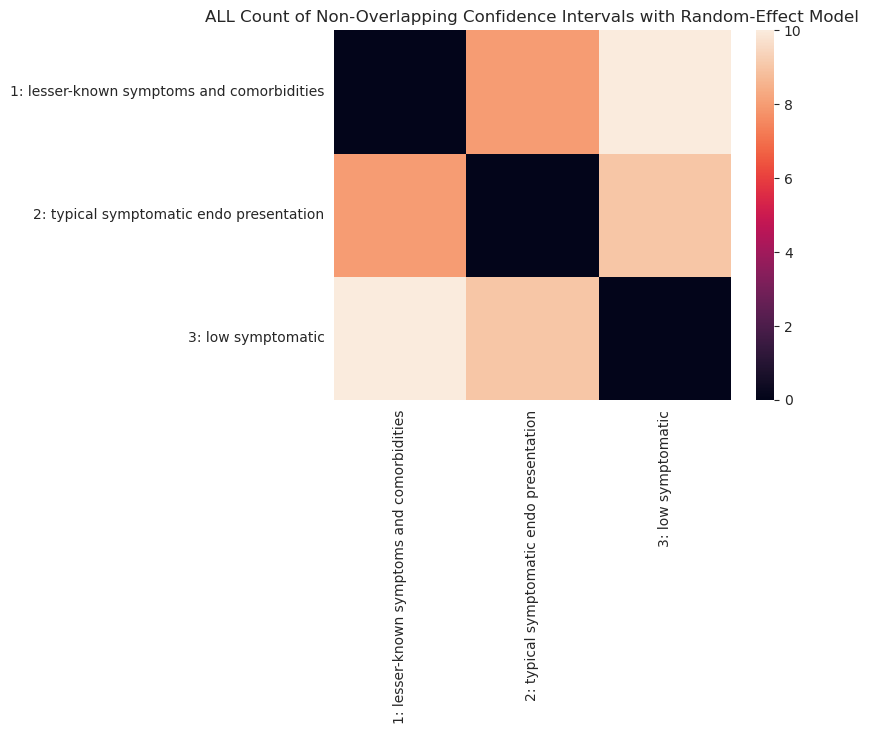 ALL Count of Non-Overlapping Confidence Intervals with Random-Effect Model
1: lesser-known symptoms and comorbidities
2: typical symptomatic endo presentation
3: low symptomatic
10
8
6
4
2
0
1: lesser-known symptoms and comorbidities
2: typical symptomatic endo presentation
3: low symptomatic